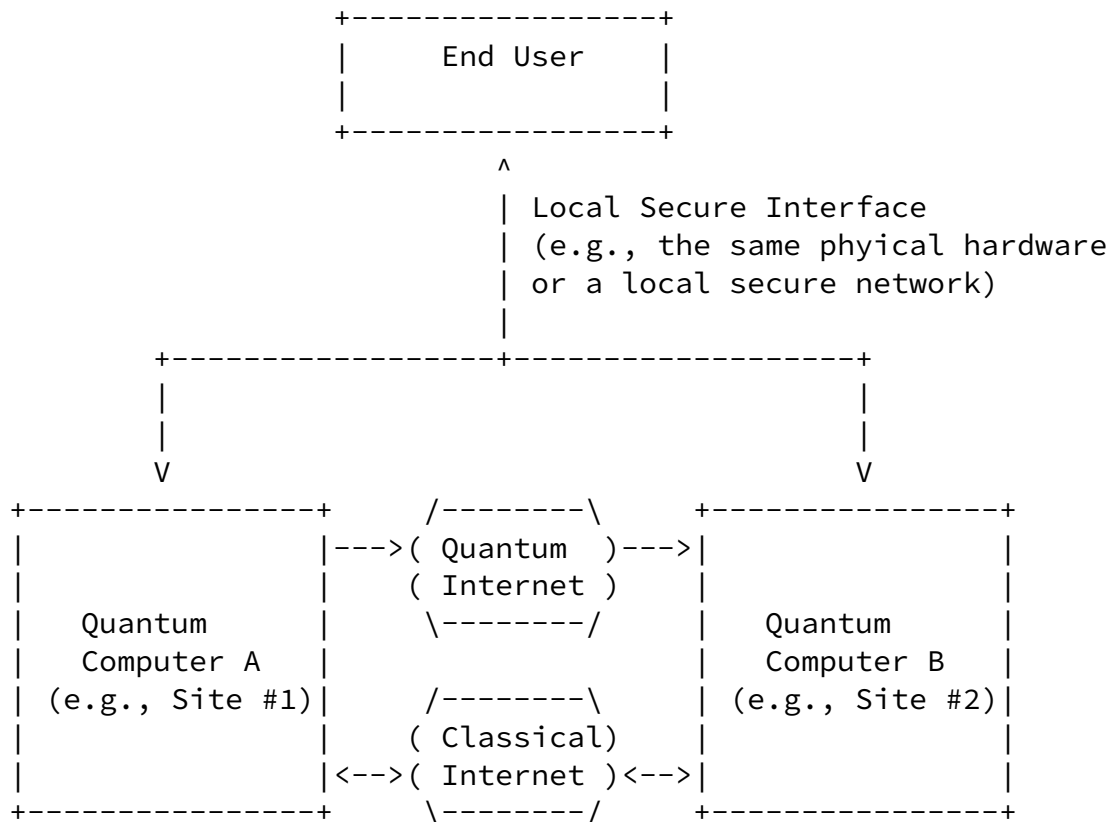 End User
Local Secure Interface
(e.g., the same phyical hardware
or a local secure network)
Quantum
Internet
Quantum
Computer A
(e.g., Site #1)
Quantum
Computer B
(e.g., Site #2)
Classical
Internet